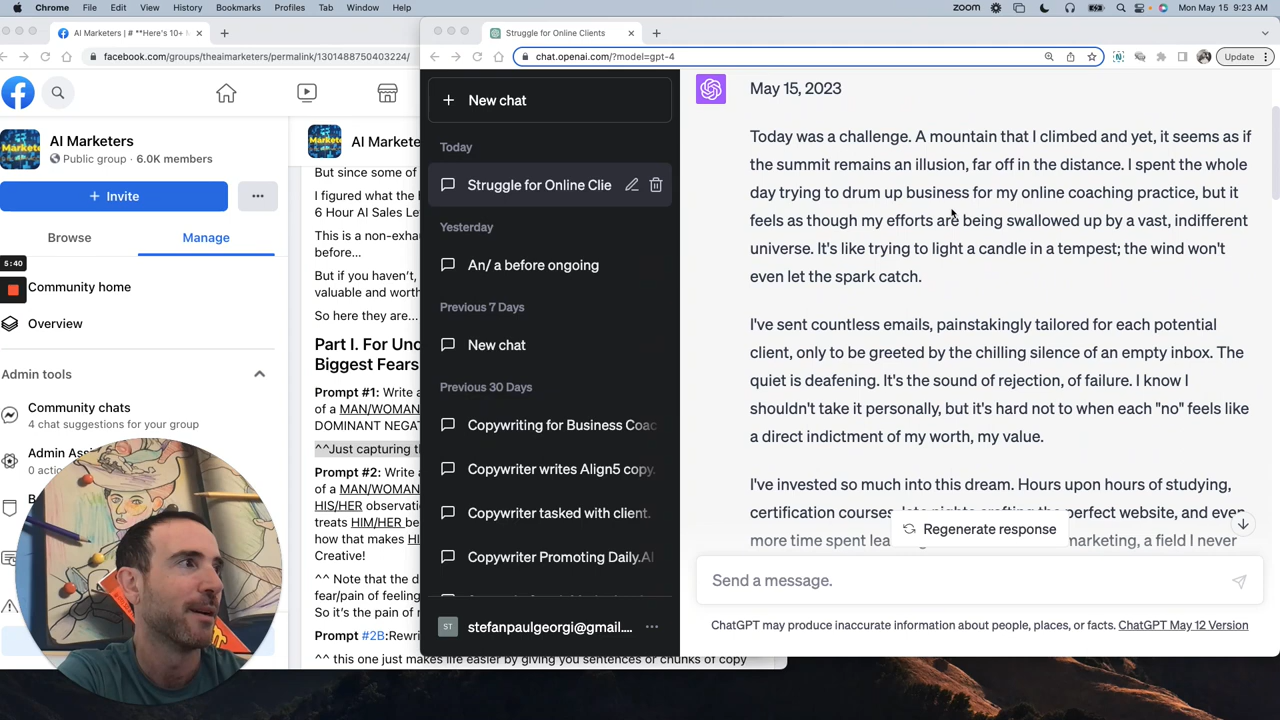 Chrome File Edit View History Bookmarks Profiles Tab Window Help
zoom
Mon May 15 9:23 AM
AI Marketers | # **Here's 10+
facebook.com/groups/theaimarketers/permalink/1301488750403224/
AI Marketers
Public group · 6.0K members
+ Invite
Browse
Manage
5:40
Community home
Overview
Admin tools
Community chats
4 chat suggestions for your group
Admin Ass
0 actio
AI Markete
But since some of
I figured what the
6 Hour AI Sales Le
This is a non-exha
before...
But if you haven't,
valuable and worth
So here they are...
Part I. For Und
Biggest Fears
Prompt #1: Write a
of a MAN/WOMAN
DOMINANT NEGAT
^^Just capturing th
Prompt #2: Write a
of a MAN/WOMAN
HIS/HER observatio
treats HIM/HER be
how that makes HI
Creative!
^^ Note that the d
fear/pain of feeling
So it's the pain of r
Prompt #2B:Rewri
^^ this one just makes life easier by giving you sentences or chunks of copy
Struggle for Online Clients
chat.openai.com/?model=gpt-4
Update
+ New chat
Today
Struggle for Online Clie
Yesterday
An/ a before ongoing
Previous 7 Days
New chat
Previous 30 Days
Copywriting for Business Coac
Copywriter writes Align5 copy.
Copywriter tasked with client.
Copywriter Promoting Daily.AI
ST
stefanpaulgeorgi@gmail....
May 15, 2023
Today was a challenge. A mountain that I climbed and yet, it seems as if
the summit remains an illusion, far off in the distance. I spent the whole
day trying to drum up business for my online coaching practice, but it
feels as though my efforts are being swallowed up by a vast, indifferent
universe. It's like trying to light a candle in a tempest; the wind won't
even let the spark catch.
I've sent countless emails, painstakingly tailored for each potential
client, only to be greeted by the chilling silence of an empty inbox. The
quiet is deafening. It's the sound of rejection, of failure. I know I
shouldn't take it personally, but it's hard not to when each "no" feels like
a direct indictment of my worth, my value.
I've invested so much into this dream. Hours upon hours of studying,
certification courses, late nights crafting the perfect website, and even
more time spent lea marketing, a field I never
Regenerate response
Send a message.
ChatGPT may produce inaccurate information about people, places, or facts. ChatGPT May 12 Version